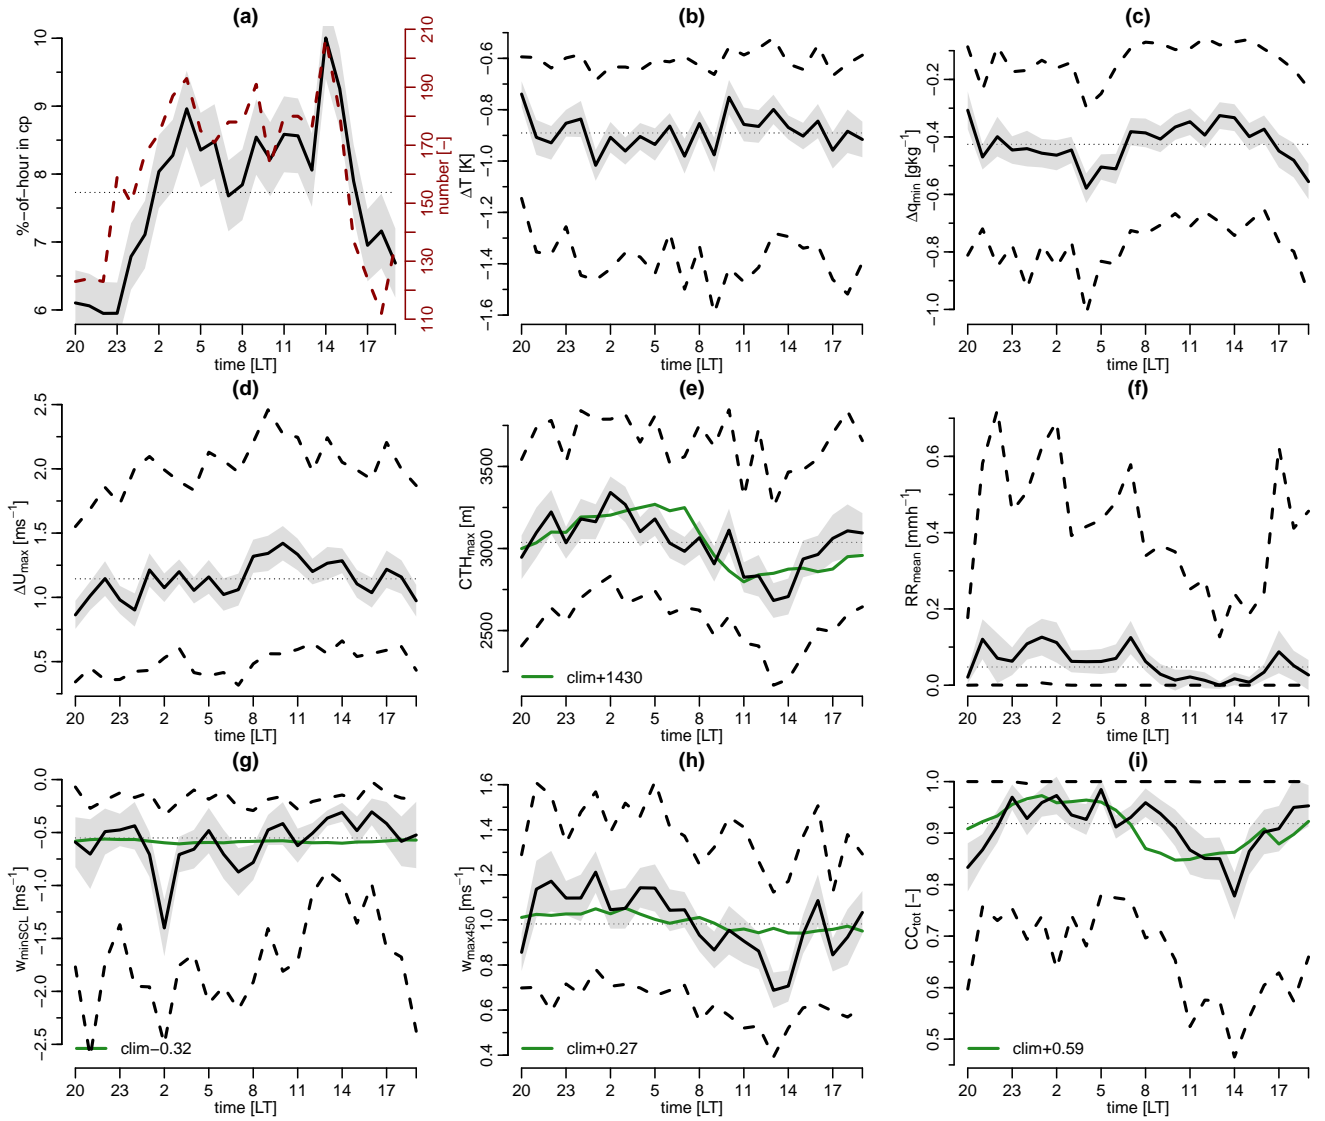 (a)
10
9
8
7
6
%-of-hour in cp
210
190
170
150
130
110
number [−]
20 23 2 5 8 11 14 17
time [LT]
(b)
−0.6
−0.8
−1.0
−1.2
−1.4
−1.6
ΔT [K]
20 23 2 5 8 11 14 17
time [LT]
(c)
−0.2
−0.4
−0.6
−0.8
−1.0
Δqmin [gkg−1]
20 23 2 5 8 11 14 17
time [LT]
(d)
2.5
2.0
1.5
1.0
0.5
ΔUmax [ms−1]
20 23 2 5 8 11 14 17
time [LT]
(e)
3500
3000
2500
CTHmax [m]
clim+1430
20 23 2 5 8 11 14 17
time [LT]
(f)
0.6
0.4
0.2
0.0
RRmean [mmh−1]
20 23 2 5 8 11 14 17
time [LT]
(g)
0.0
−0.5
−1.0
−1.5
−2.0
−2.5
wminSCL [ms−1]
clim−0.32
20 23 2 5 8 11 14 17
time [LT]
(h)
1.6
1.4
1.2
1.0
0.8
0.6
0.4
wmax450 [ms−1]
clim+0.27
20 23 2 5 8 11 14 17
time [LT]
(i)
1.0
0.9
0.8
0.7
0.6
0.5
CCtot [−]
clim+0.59
20 23 2 5 8 11 14 17
time [LT]